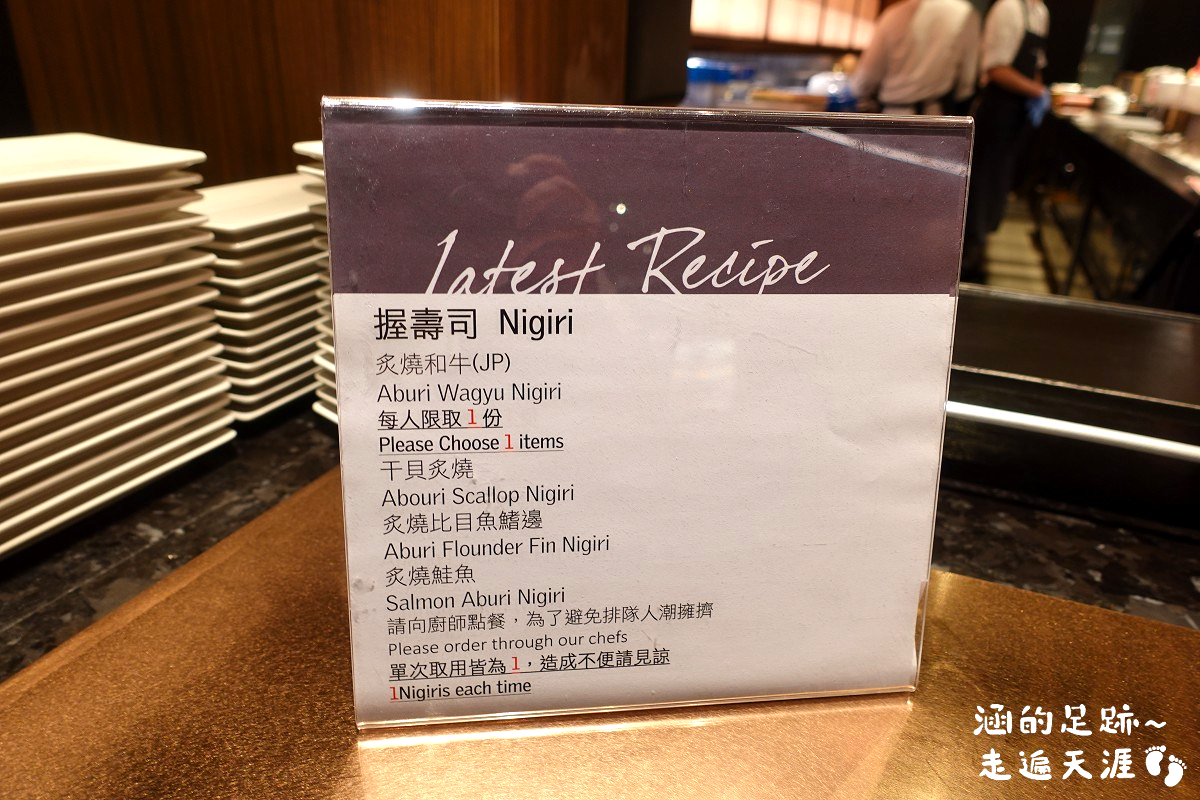 Latest Recipe
握壽司 Nigiri
炙燒和牛(JP)
Aburi Wagyu Nigiri
每人限取1份
Please Choose 1 items
干貝炙燒
Abouri Scallop Nigiri
炙燒比目魚鰭邊
Aburi Flounder Fin Nigiri
炙燒鮭魚
Salmon Aburi Nigiri
請向廚師點餐，為了避免排隊人潮擁擠
Please order through our chefs
單次取用皆為1，造成不便請見諒
1Nigiris each time
涵的足跡~
走遍天涯